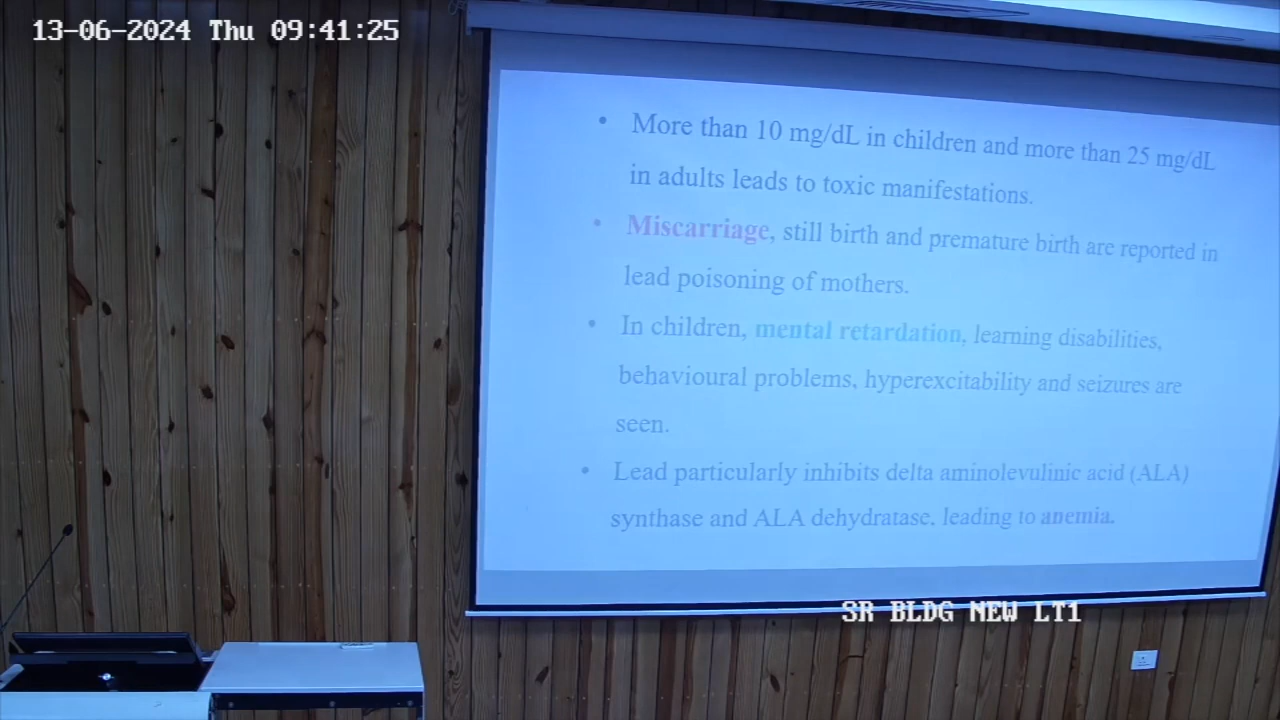 13-06-2024 Thu 09:41:25
• More than 10 mg/dL in children and more than 25 mg/dL
in adults leads to toxic manifestations.
• Miscarriage, still birth and premature birth are reported in
lead poisoning of mothers.
• In children, mental retardation, learning disabilities,
behavioural problems, hyperexcitability and seizures are
seen.
• Lead particularly inhibits delta aminolevulinic acid (ALA)
synthase and ALA dehydratase, leading to anemia.
SR BLDG NEW LT1